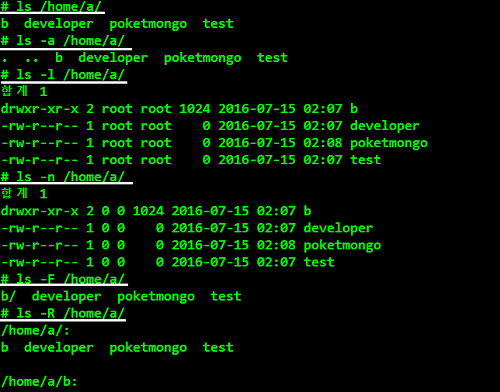 # ls /home/a/
b  developer  poketmongo  test
# ls -a /home/a/
.  ..  b  developer  poketmongo  test
# ls -l /home/a/
합계 1
drwxr-xr-x 2 root root 1024 2016-07-15 02:07 b
-rw-r--r-- 1 root root    0 2016-07-15 02:07 developer
-rw-r--r-- 1 root root    0 2016-07-15 02:08 poketmongo
-rw-r--r-- 1 root root    0 2016-07-15 02:07 test
# ls -n /home/a/
합계 1
drwxr-xr-x 2 0 0 1024 2016-07-15 02:07 b
-rw-r--r-- 1 0 0    0 2016-07-15 02:07 developer
-rw-r--r-- 1 0 0    0 2016-07-15 02:08 poketmongo
-rw-r--r-- 1 0 0    0 2016-07-15 02:07 test
# ls -F /home/a/
b/  developer  poketmongo  test
# ls -R /home/a/
/home/a/:
b  developer  poketmongo  test

/home/a/b: